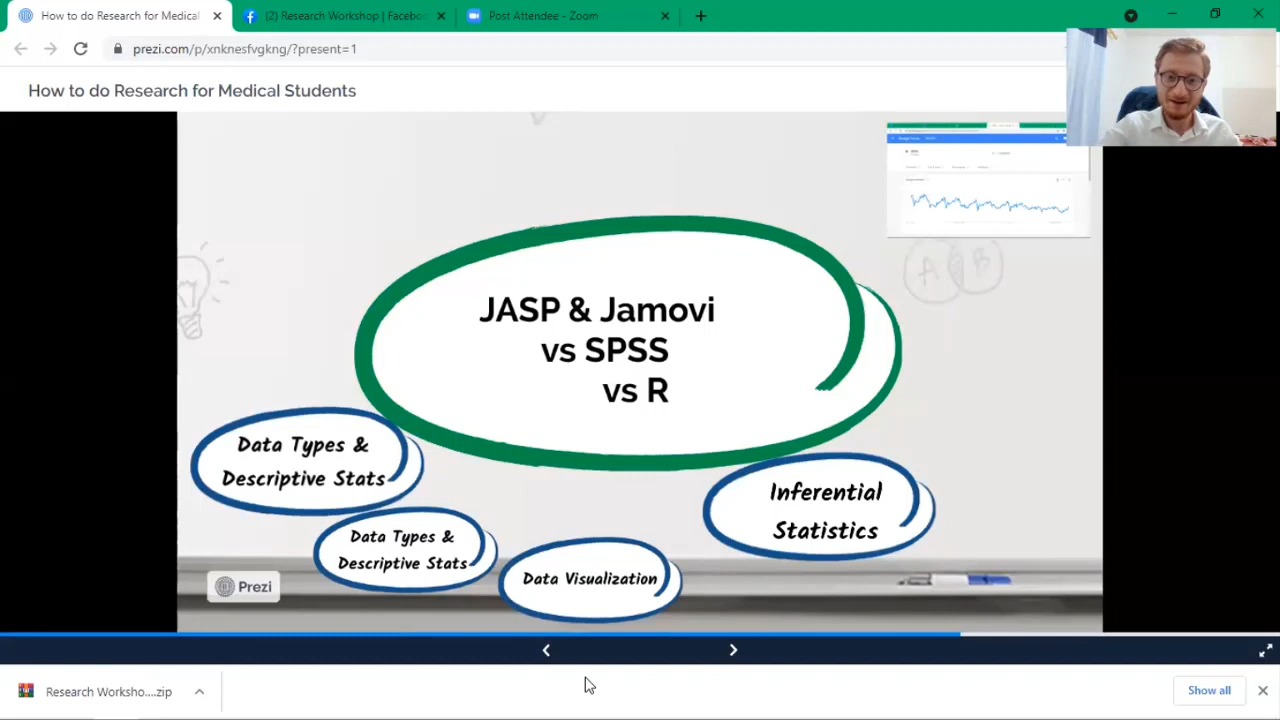 How to do Research for Medical
(2) Research Workshop | Facebo
Post Attendee - Zoom
prezi.com/p/xnknesfvgkng/?present=1
How to do Research for Medical Students
JASP & Jamovi
vs SPSS
vs R
A B
Data Types &
Descriptive Stats
Data Types &
Descriptive Stats
Data Visualization
Inferential
Statistics
Prezi
Research Worksho....zip
Show all